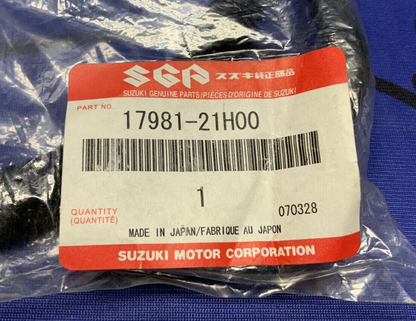 SGP スズキ純正部品
SUZUKI GENUINE PARTS/PIÈCES D'ORIGINE DE SUZUKI
PART NO. 17981-21H00
1
QUANTITY
(QUANTITÉ)
070328
MADE IN JAPAN/FABRIQUE AU JAPON
SUZUKI MOTOR CORPORATION